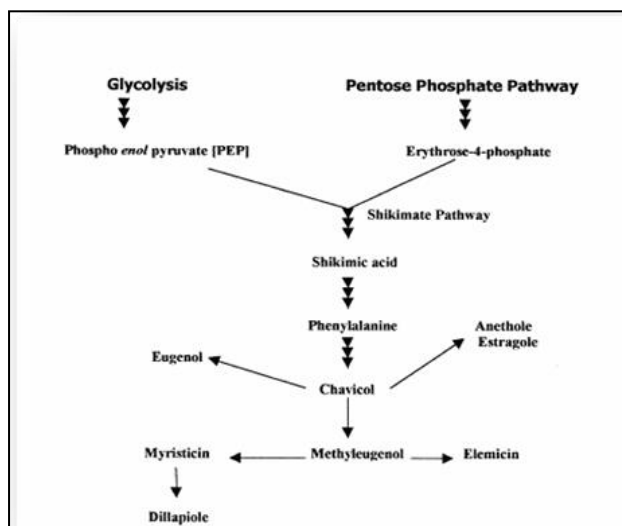 Glycolysis
Pentose Phosphate Pathway
Phospho enol pyruvate [PEP]
Erythrose-4-phosphate
Shikimate Pathway
Shikimic acid
Phenylalanine
Anethole
Estragole
Eugenol
Chavicol
Myristicin
Methyleugenol
Elemicin
Dillapiole